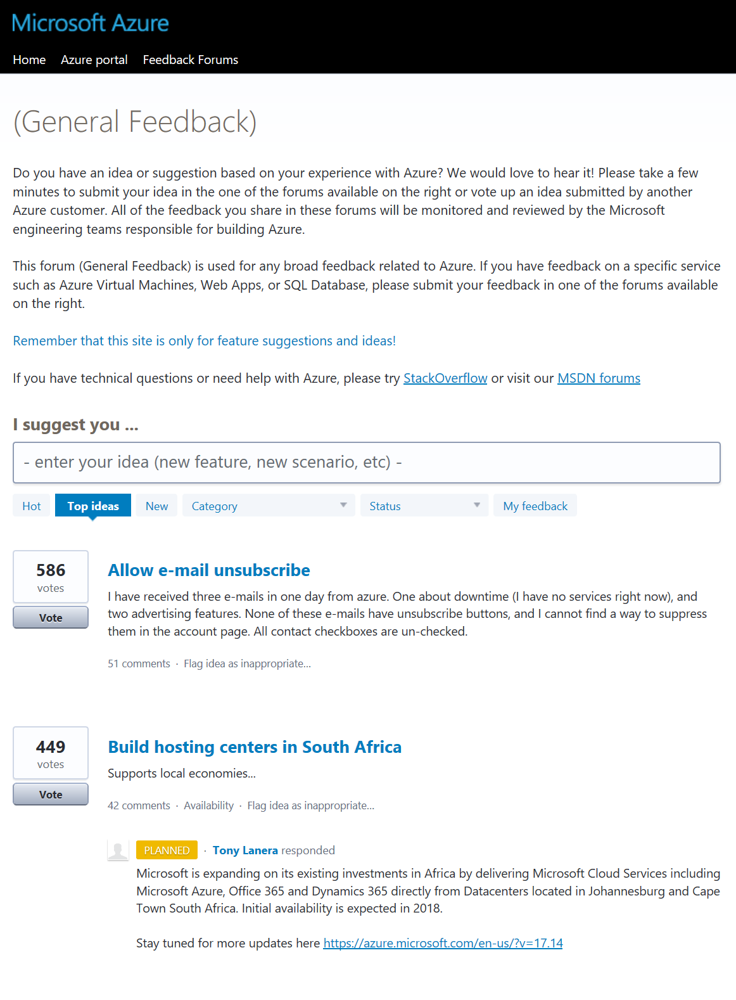 Microsoft Azure
Home Azure portal Feedback Forums
(General Feedback)
Do you have an idea or suggestion based on your experience with Azure? We would love to hear it! Please take a few
minutes to submit your idea in the one of the forums available on the right or vote up an idea submitted by another
Azure customer. All of the feedback you share in these forums will be monitored and reviewed by the Microsoft
engineering teams responsible for building Azure.
This forum (General Feedback) is used for any broad feedback related to Azure. If you have feedback on a specific service
such as Azure Virtual Machines, Web Apps, or SQL Database, please submit your feedback in one of the forums available
on the right.
Remember that this site is only for feature suggestions and ideas!
If you have technical questions or need help with Azure, please try StackOverflow or visit our MSDN forums
I suggest you ...
- enter your idea (new feature, new scenario, etc) -
Hot Top ideas New Category Status My feedback
586
votes
Vote
Allow e-mail unsubscribe
I have received three e-mails in one day from azure. One about downtime (I have no services right now), and
two advertising features. None of these e-mails have unsubscribe buttons, and I cannot find a way to suppress
them in the account page. All contact checkboxes are un-checked.
51 comments · Flag idea as inappropriate...
449
votes
Vote
Build hosting centers in South Africa
Supports local economies...
42 comments · Availability · Flag idea as inappropriate...
PLANNED · Tony Lanera responded
Microsoft is expanding on its existing investments in Africa by delivering Microsoft Cloud Services including
Microsoft Azure, Office 365 and Dynamics 365 directly from Datacenters located in Johannesburg and Cape
Town South Africa. Initial availability is expected in 2018.
Stay tuned for more updates here https://azure.microsoft.com/en-us/?v=17.14